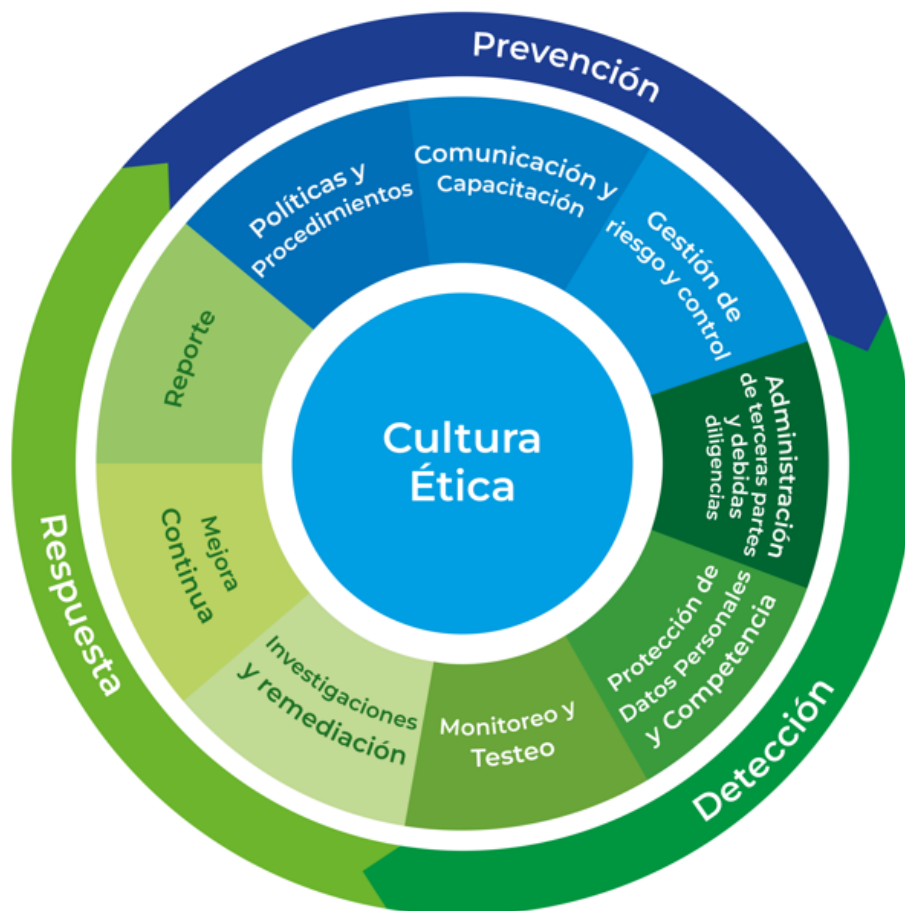 Prevención
Políticas y
Procedimientos
Comunicación y
Capacitación
Gestión de
riesgo y control
Administración
de terceras partes
y debidas
diligencias
Protección de
Datos Personales
y Competencia
Detección
Monitoreo y
Testeo
Investigaciones
y remediación
Mejora
Continua
Reporte
Respuesta
Cultura
Ética